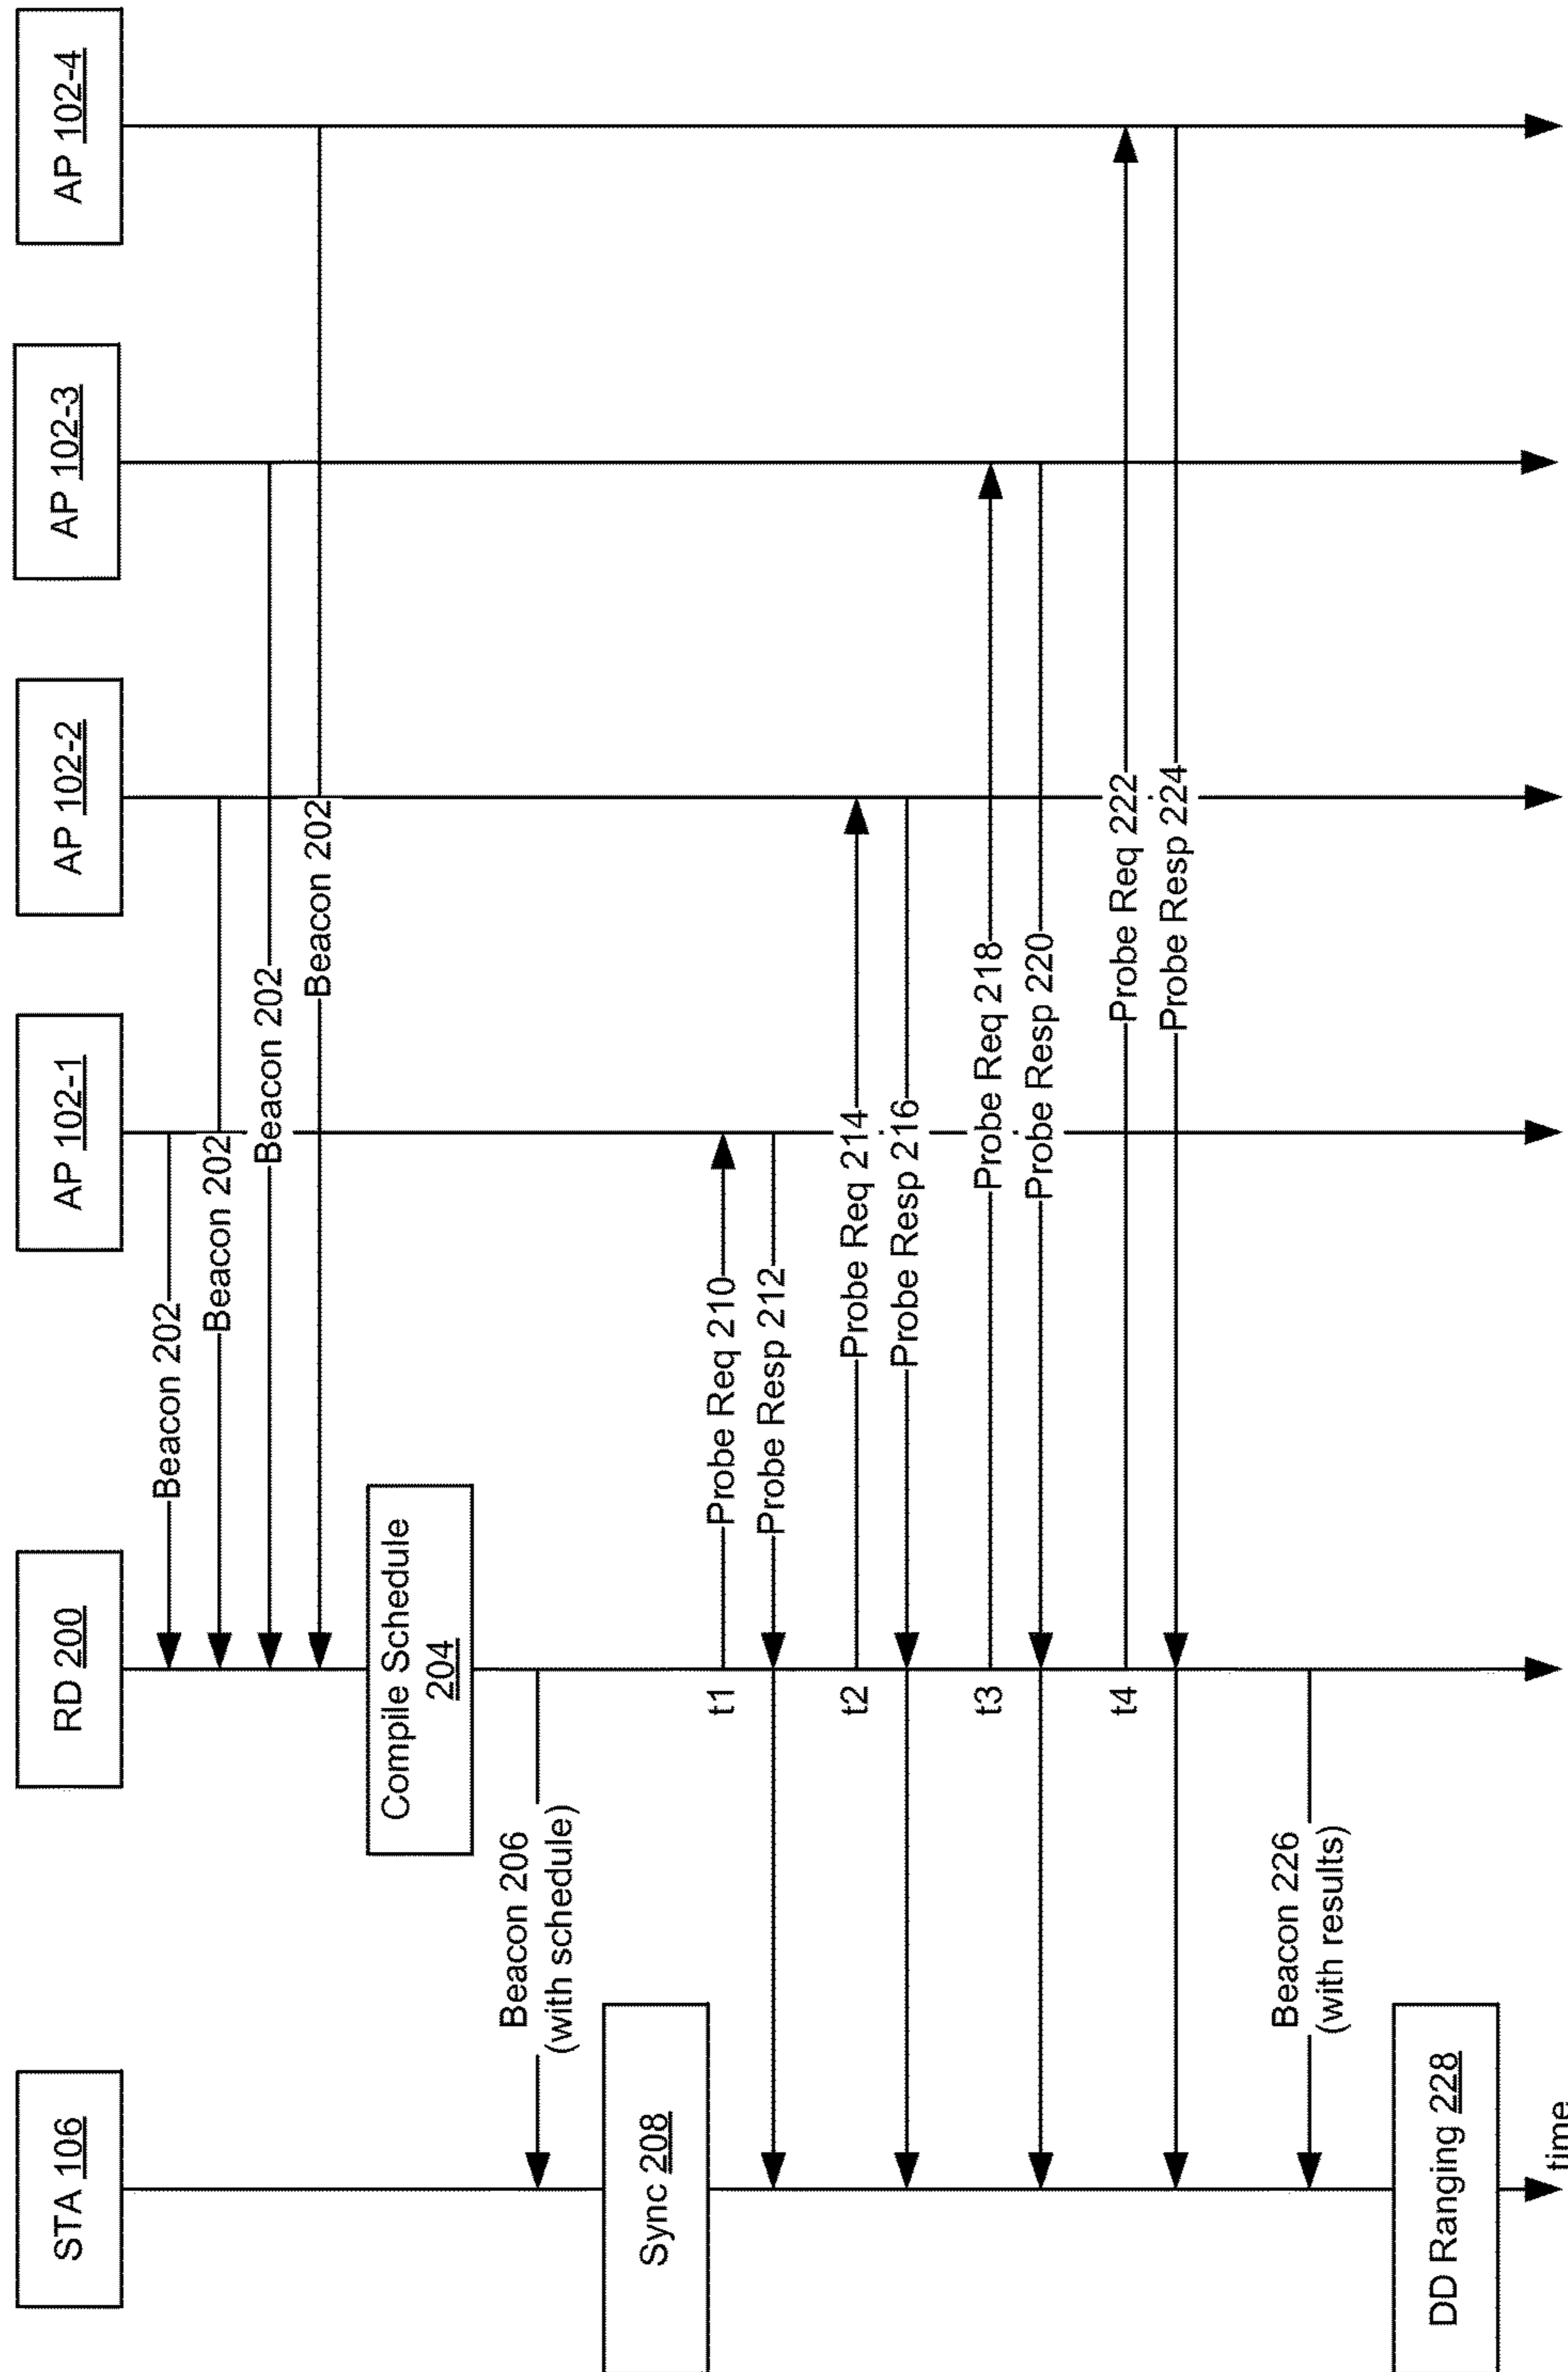 STA 106
RD 200
AP 102-1
AP 102-2
AP 102-3
AP 102-4
Beacon 202
Beacon 202
Beacon 202
Beacon 202
Compile Schedule
204
Beacon 206
(with schedule)
Sync 208
t1
Probe Req 210
Probe Resp 212
t2
Probe Req 214
Probe Resp 216
t3
Probe Req 218
Probe Resp 220
t4
Probe Req 222
Probe Resp 224
Beacon 226
(with results)
DD Ranging 228
time